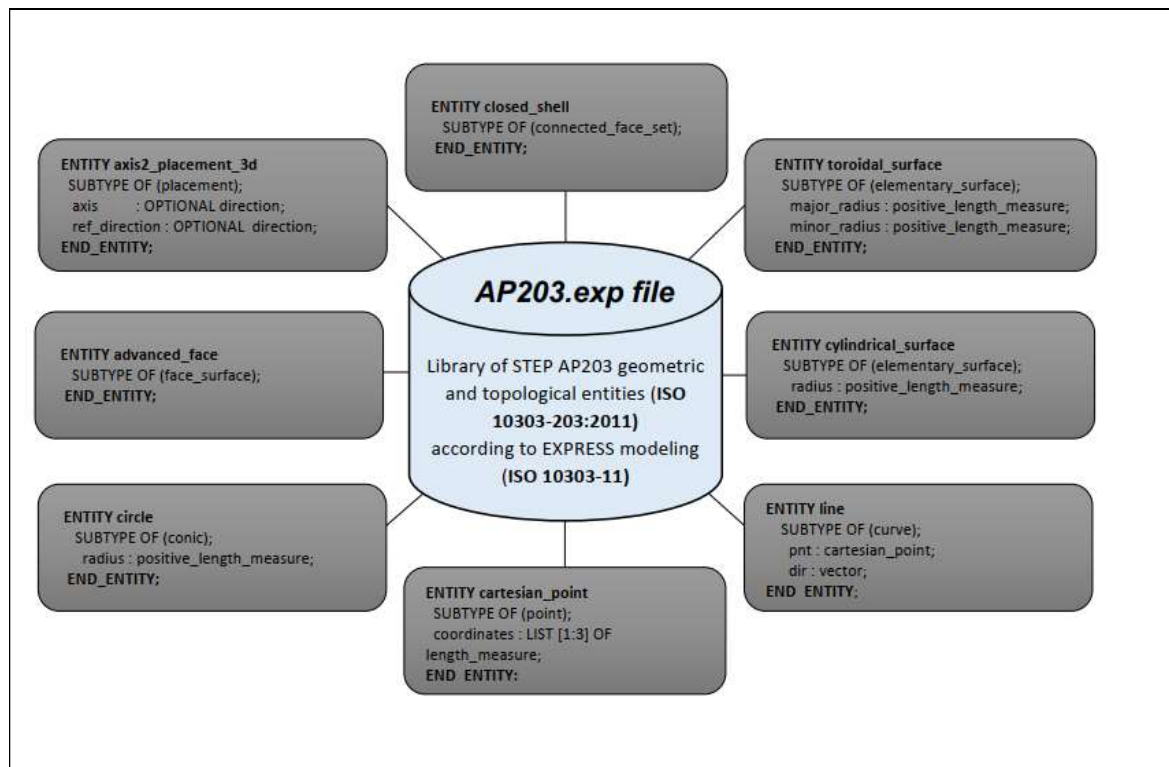 ENTITY closed_shell
SUBTYPE OF (connected_face_set);
END_ENTITY;
ENTITY axis2_placement_3d
SUBTYPE OF (placement);
axis : OPTIONAL direction;
ref_direction : OPTIONAL direction;
END_ENTITY;
ENTITY toroidal_surface
SUBTYPE OF (elementary_surface);
major_radius : positive_length_measure;
minor_radius : positive_length_measure;
END_ENTITY;
AP203.exp file
Library of STEP AP203 geometric
and topological entities (ISO
10303-203:2011)
according to EXPRESS modeling
(ISO 10303-11)
ENTITY advanced_face
SUBTYPE OF (face_surface);
END_ENTITY;
ENTITY cylindrical_surface
SUBTYPE OF (elementary_surface);
radius : positive_length_measure;
END_ENTITY;
ENTITY circle
SUBTYPE OF (conic);
radius : positive_length_measure;
END_ENTITY;
ENTITY line
SUBTYPE OF (curve);
pnt : cartesian_point;
dir : vector;
END ENTITY;
ENTITY cartesian_point
SUBTYPE OF (point);
coordinates : LIST [1:3] OF
length_measure;
END ENTITY: